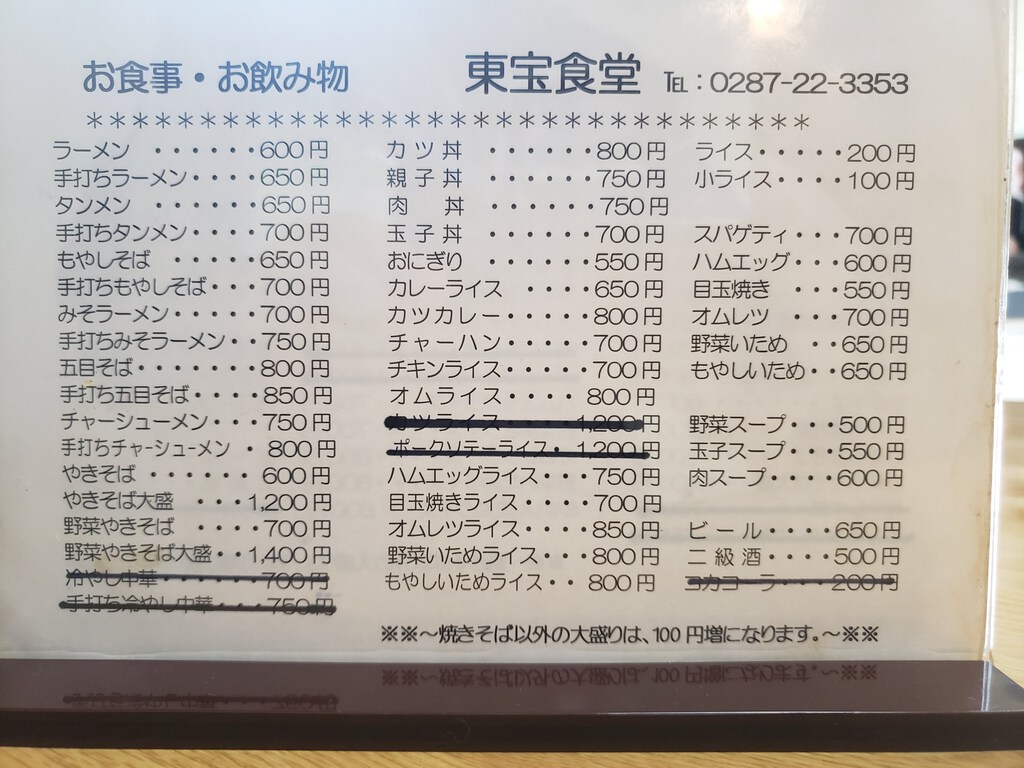 お食事・お飲み物
東宝食堂 TEL：0287-22-3353
＊＊＊＊＊＊＊＊＊＊＊＊＊＊＊＊＊＊＊＊＊＊＊＊＊＊＊＊＊＊＊＊
ラーメン ・・・・・・600円
手打ちラーメン・・・・650円
タンメン ・・・・・・650円
手打ちタンメン・・・・700円
もやしそば ・・・・・650円
手打ちもやしそば・・・700円
みそラーメン・・・・・700円
手打ちみそラーメン・・750円
五目そば・・・・・・・800円
手打ち五目そば・・・・850円
チャーシューメン・・・750円
手打ちチャーシューメン ・800円
やきそば・・・・・・600円
やきそば大盛 ・・・1,200円
野菜やきそば ・・・・700円
野菜やきそば大盛・・1,400円
冷やし中華・・・・・・700円
手打ち冷やし中華・・・750円
カツ丼 ・・・・・・800円
親子丼 ・・・・・・750円
肉 丼 ・・・・・・750円
玉子丼 ・・・・・・700円
おにぎり ・・・・・550円
カレーライス ・・・・650円
カツカレー・・・・・800円
チャーハン・・・・・700円
チキンライス・・・・700円
オムライス・・・・ 800円
カツライス・・・・1,200円
ポークソテーライス・1,200円
ハムエッグライス・・・750円
目玉焼きライス・・・・700円
オムレツライス・・・・850円
野菜いためライス・・・800円
もやしいためライス・・800円
ライス・・・・・200円
小ライス・・・・100円
スパゲティ・・・700円
ハムエッグ・・・600円
目玉焼き ・・・550円
オムレツ ・・・700円
野菜いため ・・650円
もやしいため・・650円
野菜スープ・・・500円
玉子スープ・・・550円
肉スープ・・・・600円
ビール・・・・650円
二級酒・・・・500円
コカコーラ・・・200円
※※～焼きそば以外の大盛りは、100円増になります。～※※